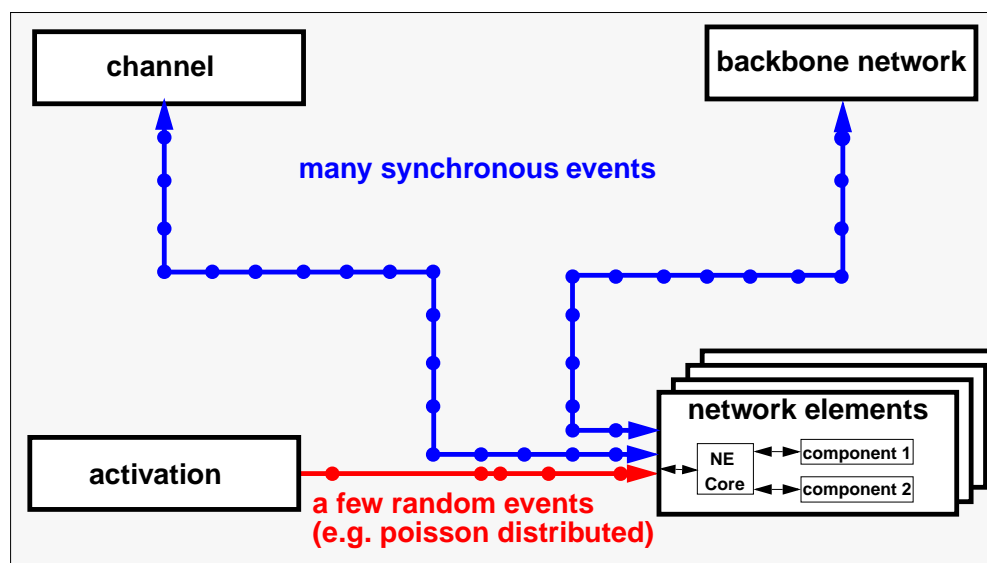 channel
backbone network
many synchronous events
network elements
NE
Core
component 1
component 2
activation
a few random events
(e.g. poisson distributed)